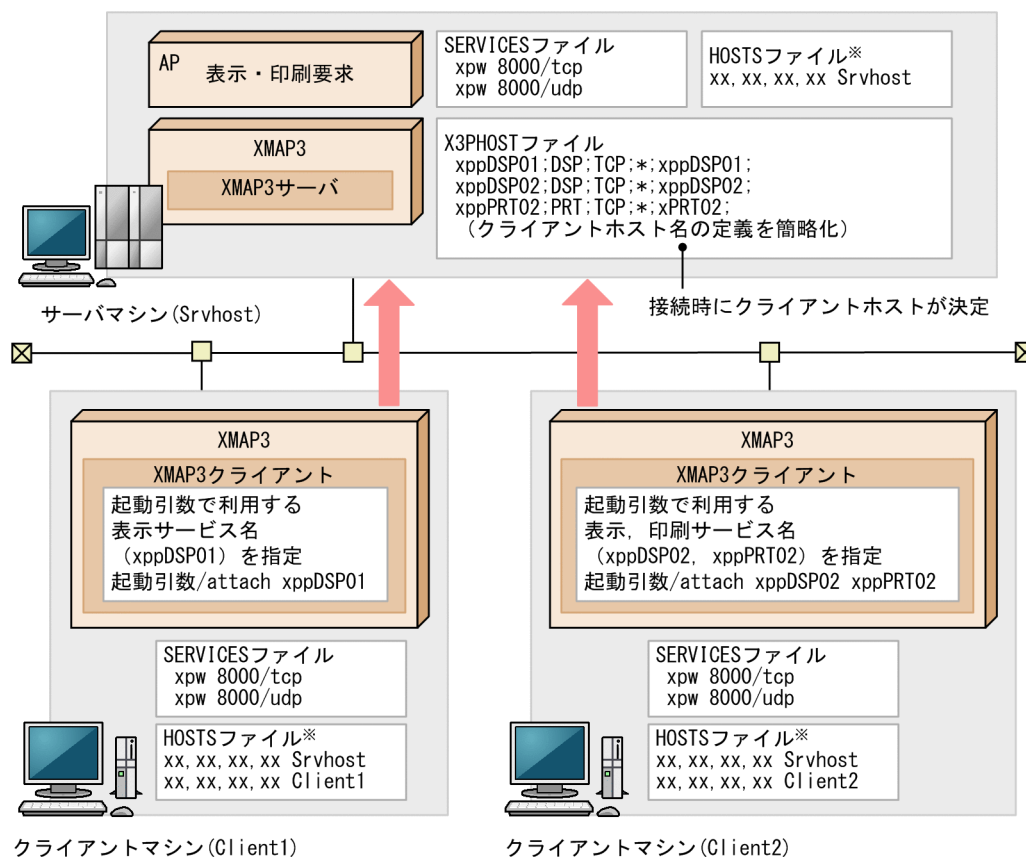 AP
表示・印刷要求
SERVICESファイル
xpw 8000/tcp
xpw 8000/udp
HOSTSファイル※
xx,xx,xx,xx Srvhost
XMAP3
XMAP3サーバ
X3PHOSTファイル
xppDSP01;DSP;TCP;*;xppDSP01;
xppDSP02;DSP;TCP;*;xppDSP02;
xppPRT02;PRT;TCP;*;xPRT02;
（クライアントホスト名の定義を簡略化）
接続時にクライアントホストが決定
サーバマシン(Srvhost)
XMAP3
XMAP3クライアント
起動引数で利用する
表示サービス名
（xppDSP01）を指定
起動引数/attach xppDSP01
SERVICESファイル
xpw 8000/tcp
xpw 8000/udp
HOSTSファイル※
xx,xx,xx,xx Srvhost
xx,xx,xx,xx Client1
クライアントマシン(Client1)
XMAP3
XMAP3クライアント
起動引数で利用する
表示，印刷サービス名
（xppDSP02，xppPRT02）を指定
起動引数/attach xppDSP02 xppPRT02
SERVICESファイル
xpw 8000/tcp
xpw 8000/udp
HOSTSファイル※
xx,xx,xx,xx Srvhost
xx,xx,xx,xx Client2
クライアントマシン(Client2)